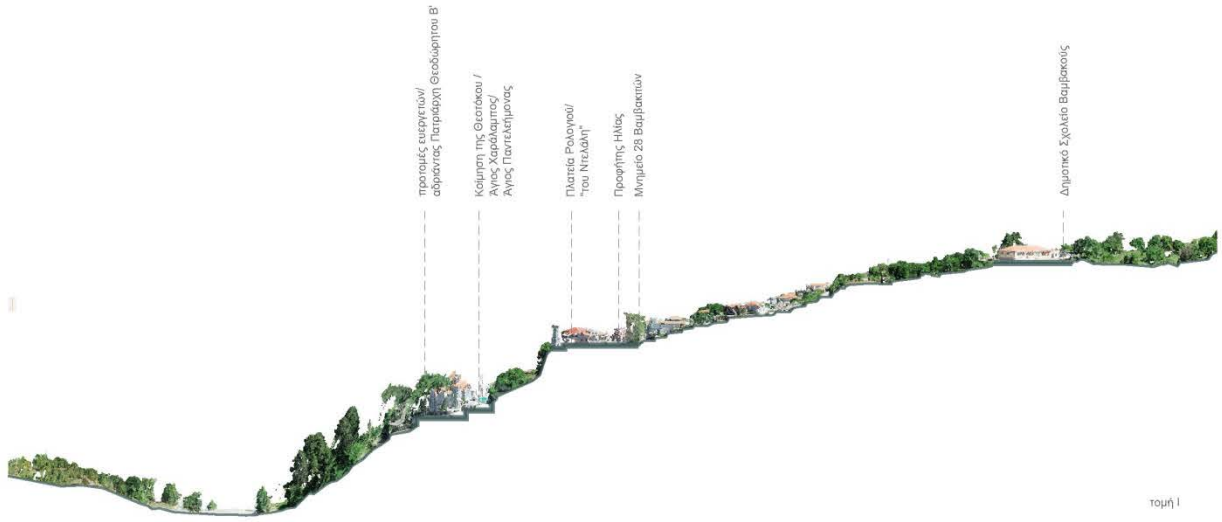 προτομές ευεργετών/
αδριάντας Πατριάρχη Θεοδώρητου Β'
Κοίμηση της Θεοτόκου /
Άγιος Χαράλαμπος/
Άγιος Παντελεήμονας
Πλατεία Ρολογιού/
"του Ντελάλη"
Προφήτης Ηλίας
Μνημείο 28 Βαμβακιτών
Δημοτικό Σχολείο Βαμβακούς
τομή Ι